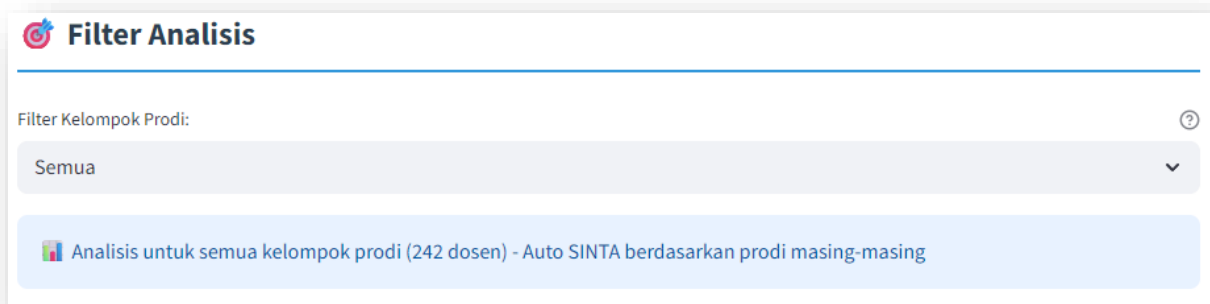 Filter Analisis
Filter Kelompok Prodi:
Semua
Analisis untuk semua kelompok prodi (242 dosen) - Auto SINTA berdasarkan prodi masing-masing